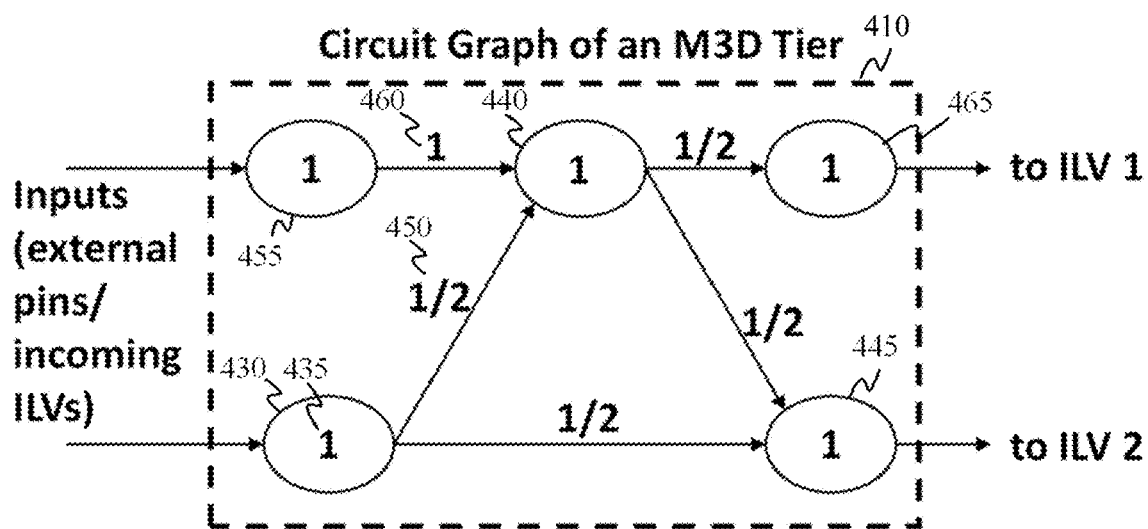 Circuit Graph of an M3D Tier
410
460
440
465
1
1
1
1/2
1
to ILV 1
Inputs
(external
pins/
incoming
ILVs)
455
450
1/2
1/2
430
435
445
1
1/2
1
to ILV 2